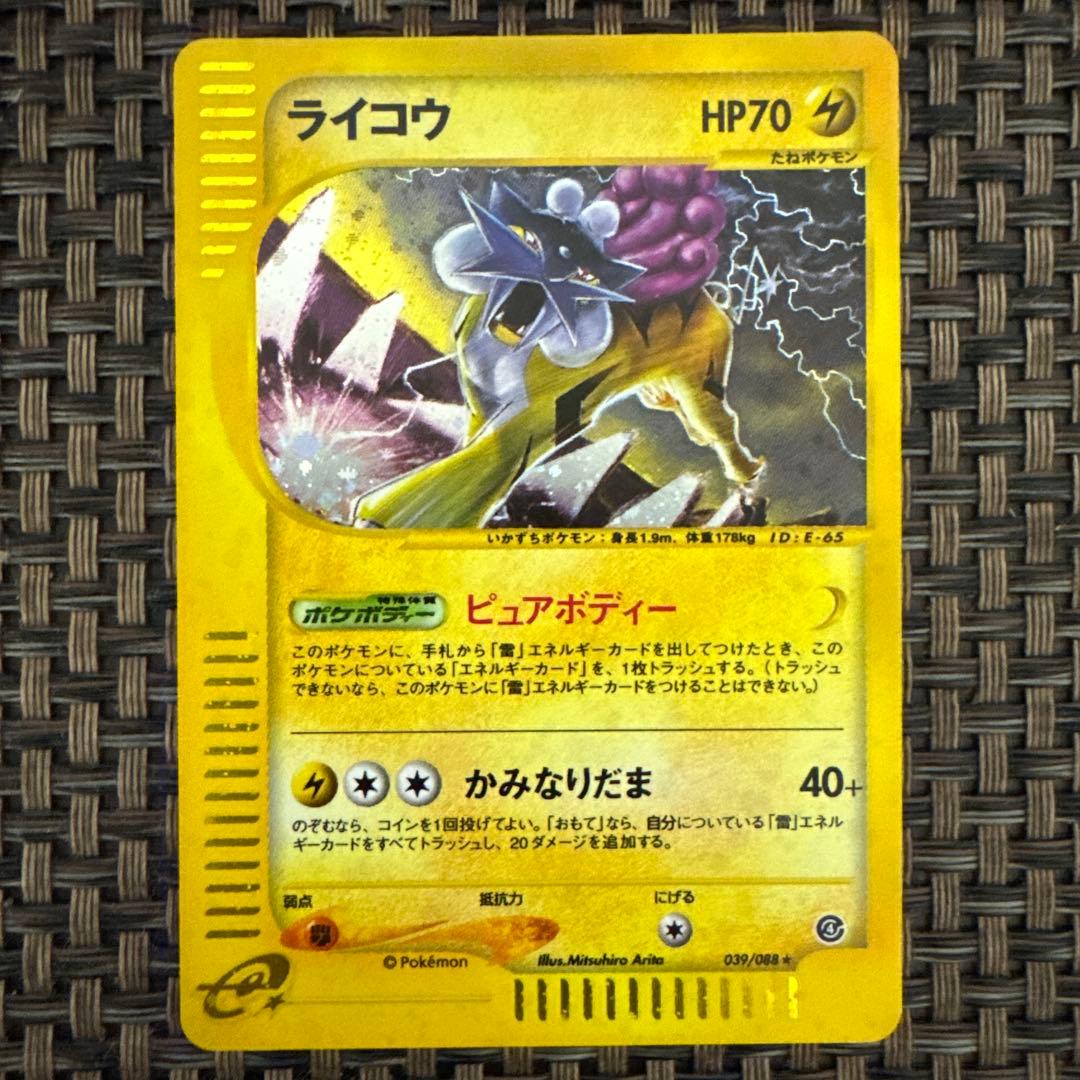 ライコウ HP70
たねポケモン
いかずちポケモン：身長1.9m、体重178kg ID：E-65
特殊体質
ポケボディー ピュアボディー
このポケモンに、手札から「雷」エネルギーカードを出してつけたとき、この
ポケモンについている「エネルギーカード」を、1枚トラッシュする。（トラッシュ
できないなら、このポケモンに「雷」エネルギーカードをつけることはできない。）
かみなりだま 40+
のぞむなら、コインを1回投げてよい。「おもて」なら、自分についている「雷」エネル
ギーカードをすべてトラッシュし、20ダメージを追加する。
弱点 抵抗力 にげる
©Pokémon Illus.Mitsuhiro Arita 039/088★
e